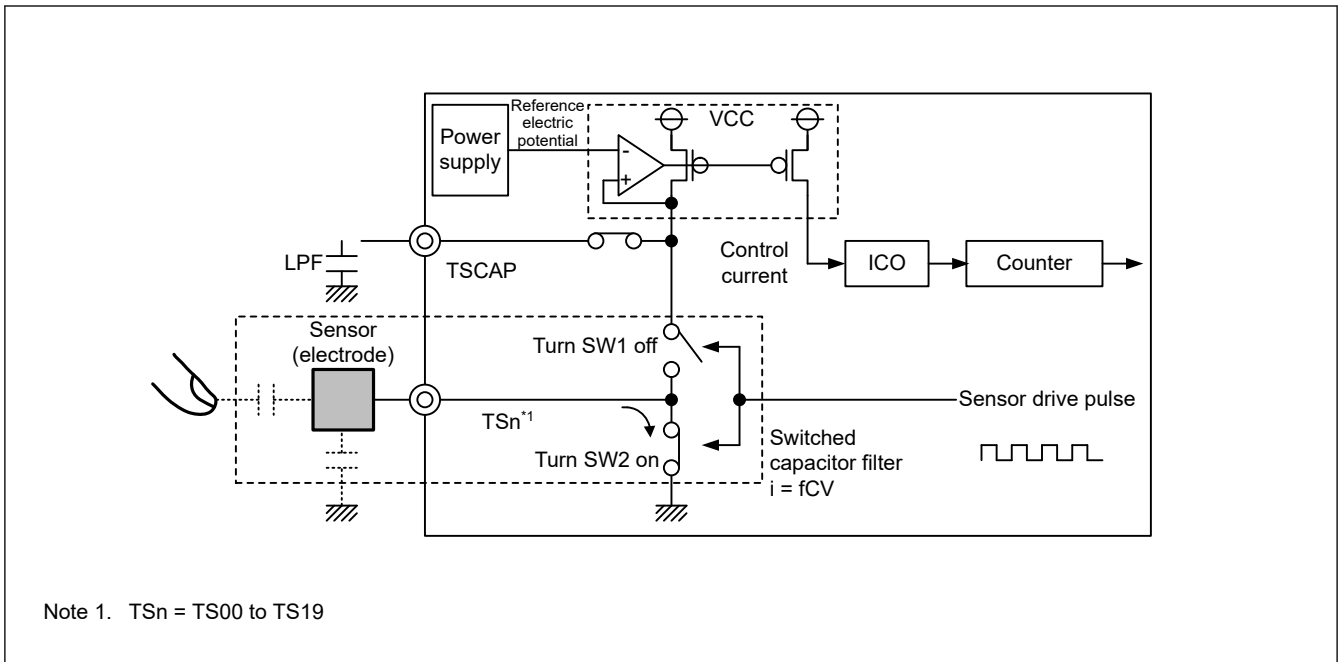 Reference
electric
potential
Power
supply
VCC
-
+
LPF
TSCAP
Control
current
ICO
Counter
Sensor
(electrode)
Turn SW1 off
TSn*1
Sensor drive pulse
Turn SW2 on
Switched
capacitor filter
i = fCV
Note 1. TSn = TS00 to TS19